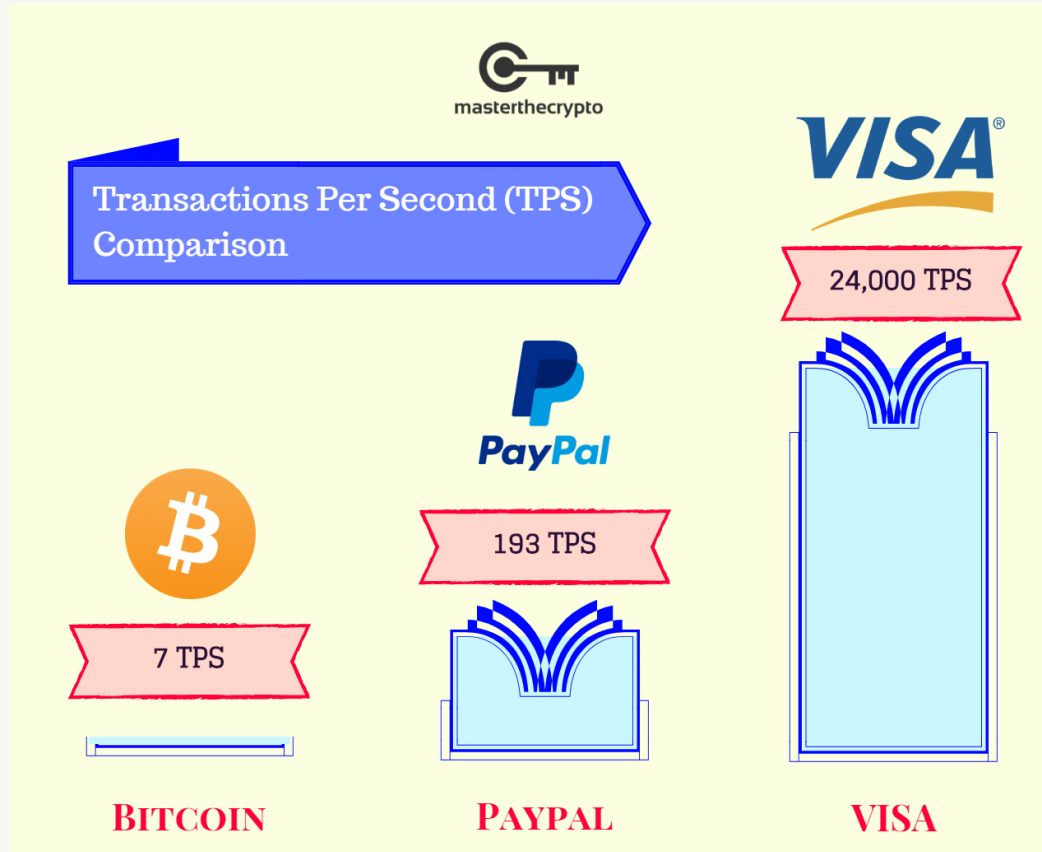 masterthecrypto
Transactions Per Second (TPS)
Comparison
VISA®
24,000 TPS
PayPal
193 TPS
7 TPS
BITCOIN
PAYPAL
VISA